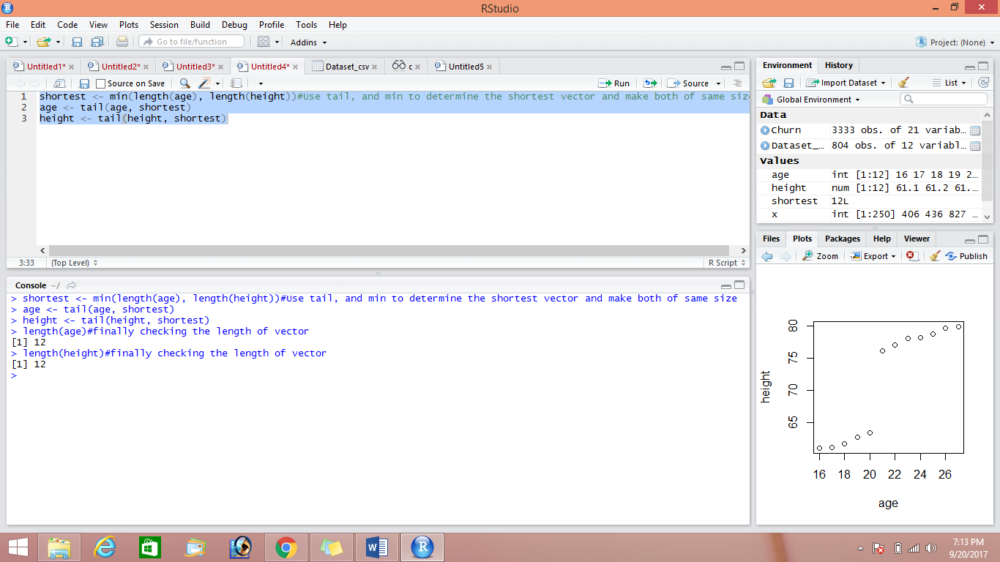 RStudio
File Edit Code View Plots Session Build Debug Profile Tools Help
Go to file/function Addins Project: (None)
Untitled1* Untitled2* Untitled3* Untitled4* Dataset_csv c Untitled5
Source on Save Run Source
1 shortest <- min(length(age), length(height))#Use tail, and min to determine the shortest vector and make both of same size
2 age <- tail(age, shortest)
3 height <- tail(height, shortest)
3:33 (Top Level) R Script
Console ~/
> shortest <- min(length(age), length(height))#Use tail, and min to determine the shortest vector and make both of same size
> age <- tail(age, shortest)
> height <- tail(height, shortest)
> length(age)#finally checking the length of vector
[1] 12
> length(height)#finally checking the length of vector
[1] 12
>
Environment History
Import Dataset List
Global Environment
Data
Churn 3333 obs. of 21 variab…
Dataset_… 804 obs. of 12 variabl…
Values
age int [1:12] 16 17 18 19 2…
height num [1:12] 61.1 61.2 61.…
shortest 12L
x int [1:250] 406 436 827 …
Files Plots Packages Help Viewer
Zoom Export Publish
height
80
75
70
65
16 18 20 22 24 26
age
7:13 PM
9/20/2017